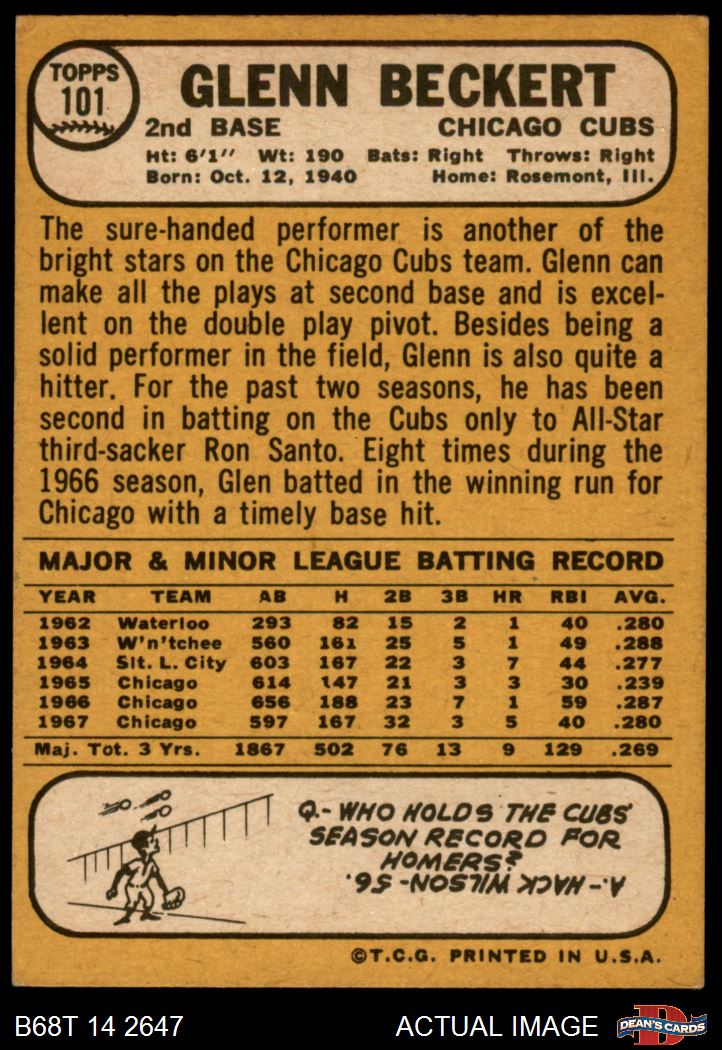 TOPPS
101
GLENN BECKERT
2nd BASE CHICAGO CUBS
Ht: 6'1'' Wt: 190 Bats: Right Throws: Right
Born: Oct. 12, 1940 Home: Rosemont, Ill.
The sure-handed performer is another of the
bright stars on the Chicago Cubs team. Glenn can
make all the plays at second base and is excel-
lent on the double play pivot. Besides being a
solid performer in the field, Glenn is also quite a
hitter. For the past two seasons, he has been
second in batting on the Cubs only to All-Star
third-sacker Ron Santo. Eight times during the
1966 season, Glen batted in the winning run for
Chicago with a timely base hit.
MAJOR & MINOR LEAGUE BATTING RECORD
YEAR TEAM AB H 2B 3B HR RBI AVG.
1962 Waterloo 293 82 15 2 1 40 .280
1963 W'n'tchee 560 161 25 5 1 49 .288
1964 Slt. L. City 603 167 22 3 7 44 .277
1965 Chicago 614 147 21 3 3 30 .239
1966 Chicago 656 188 23 7 1 59 .287
1967 Chicago 597 167 32 3 5 40 .280
Maj. Tot. 3 Yrs. 1867 502 76 13 9 129 .269
Q.- WHO HOLDS THE CUBS'
SEASON RECORD FOR
HOMERS?
A.- HACK WILSON- 56.
©T.C.G. PRINTED IN U.S.A.
B68T 14 2647 ACTUAL IMAGE D DEAN'S CARDS